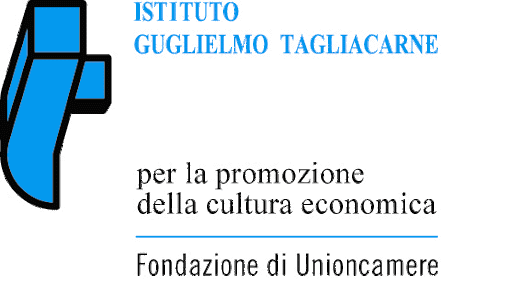 ISTITUTO
GUGLIELMO TAGLIACARNE
per la promozione
della cultura economica
Fondazione di Unioncamere